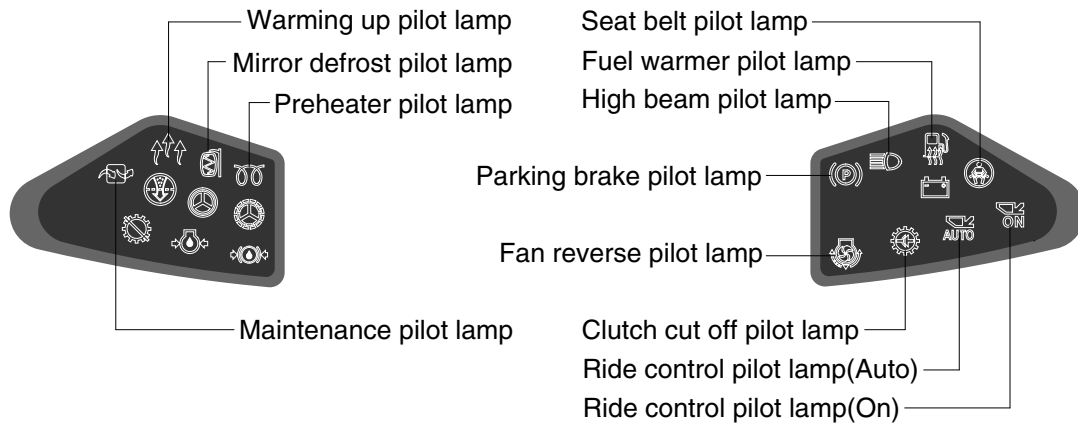 Warming up pilot lamp
Mirror defrost pilot lamp
Preheater pilot lamp
Maintenance pilot lamp
Seat belt pilot lamp
Fuel warmer pilot lamp
High beam pilot lamp
Parking brake pilot lamp
Fan reverse pilot lamp
Clutch cut off pilot lamp
Ride control pilot lamp(Auto)
Ride control pilot lamp(On)
P
AUTO
ON